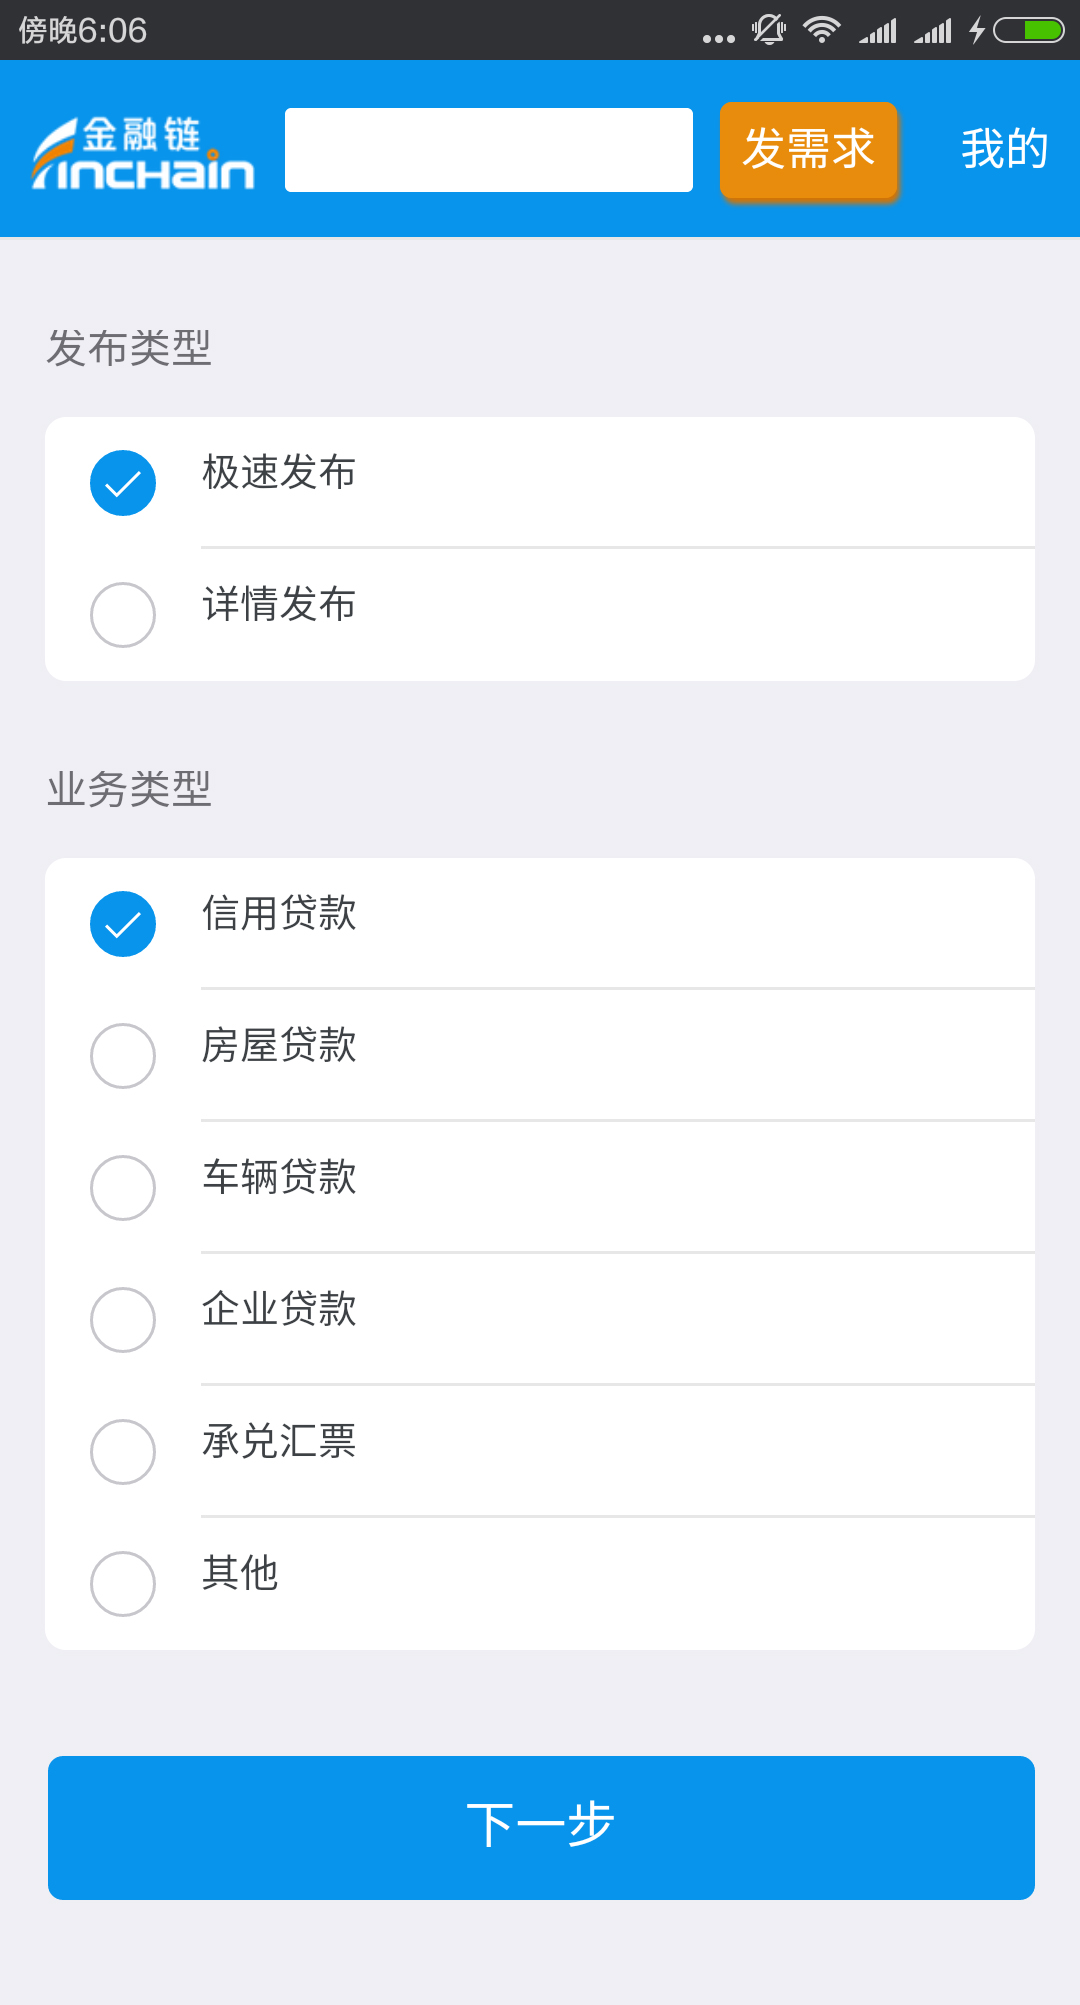 傍晚6:06
金融链
Finchain
发需求
我的
发布类型
极速发布
详情发布
业务类型
信用贷款
房屋贷款
车辆贷款
企业贷款
承兑汇票
其他
下一步